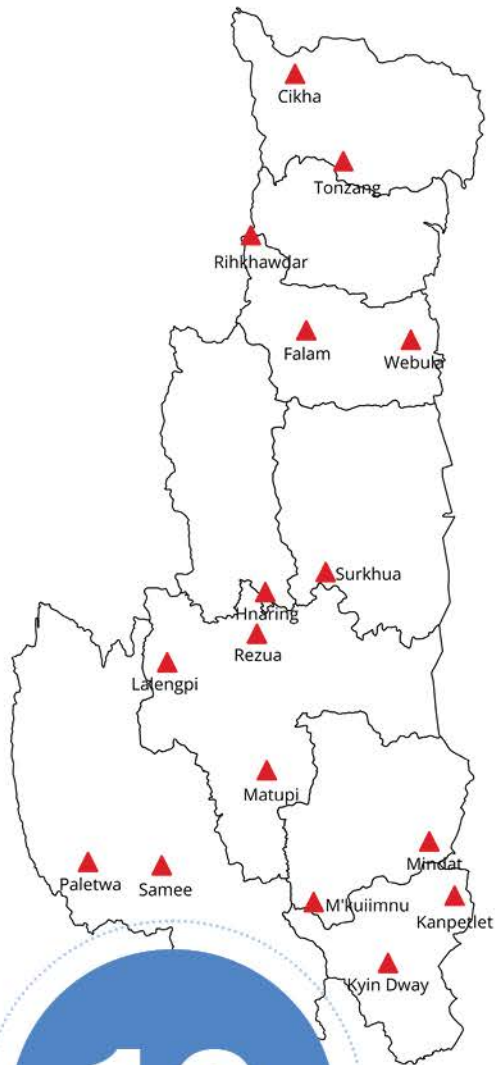 Cikha
Tonzang
Rihkhawdar
Falam
Webula
Surkhua
Hnaring
Rezua
Lalengpi
Matupi
Mindat
Paletwa
Samee
M'kuiimnu
Kanpetlet
Kyin Dway